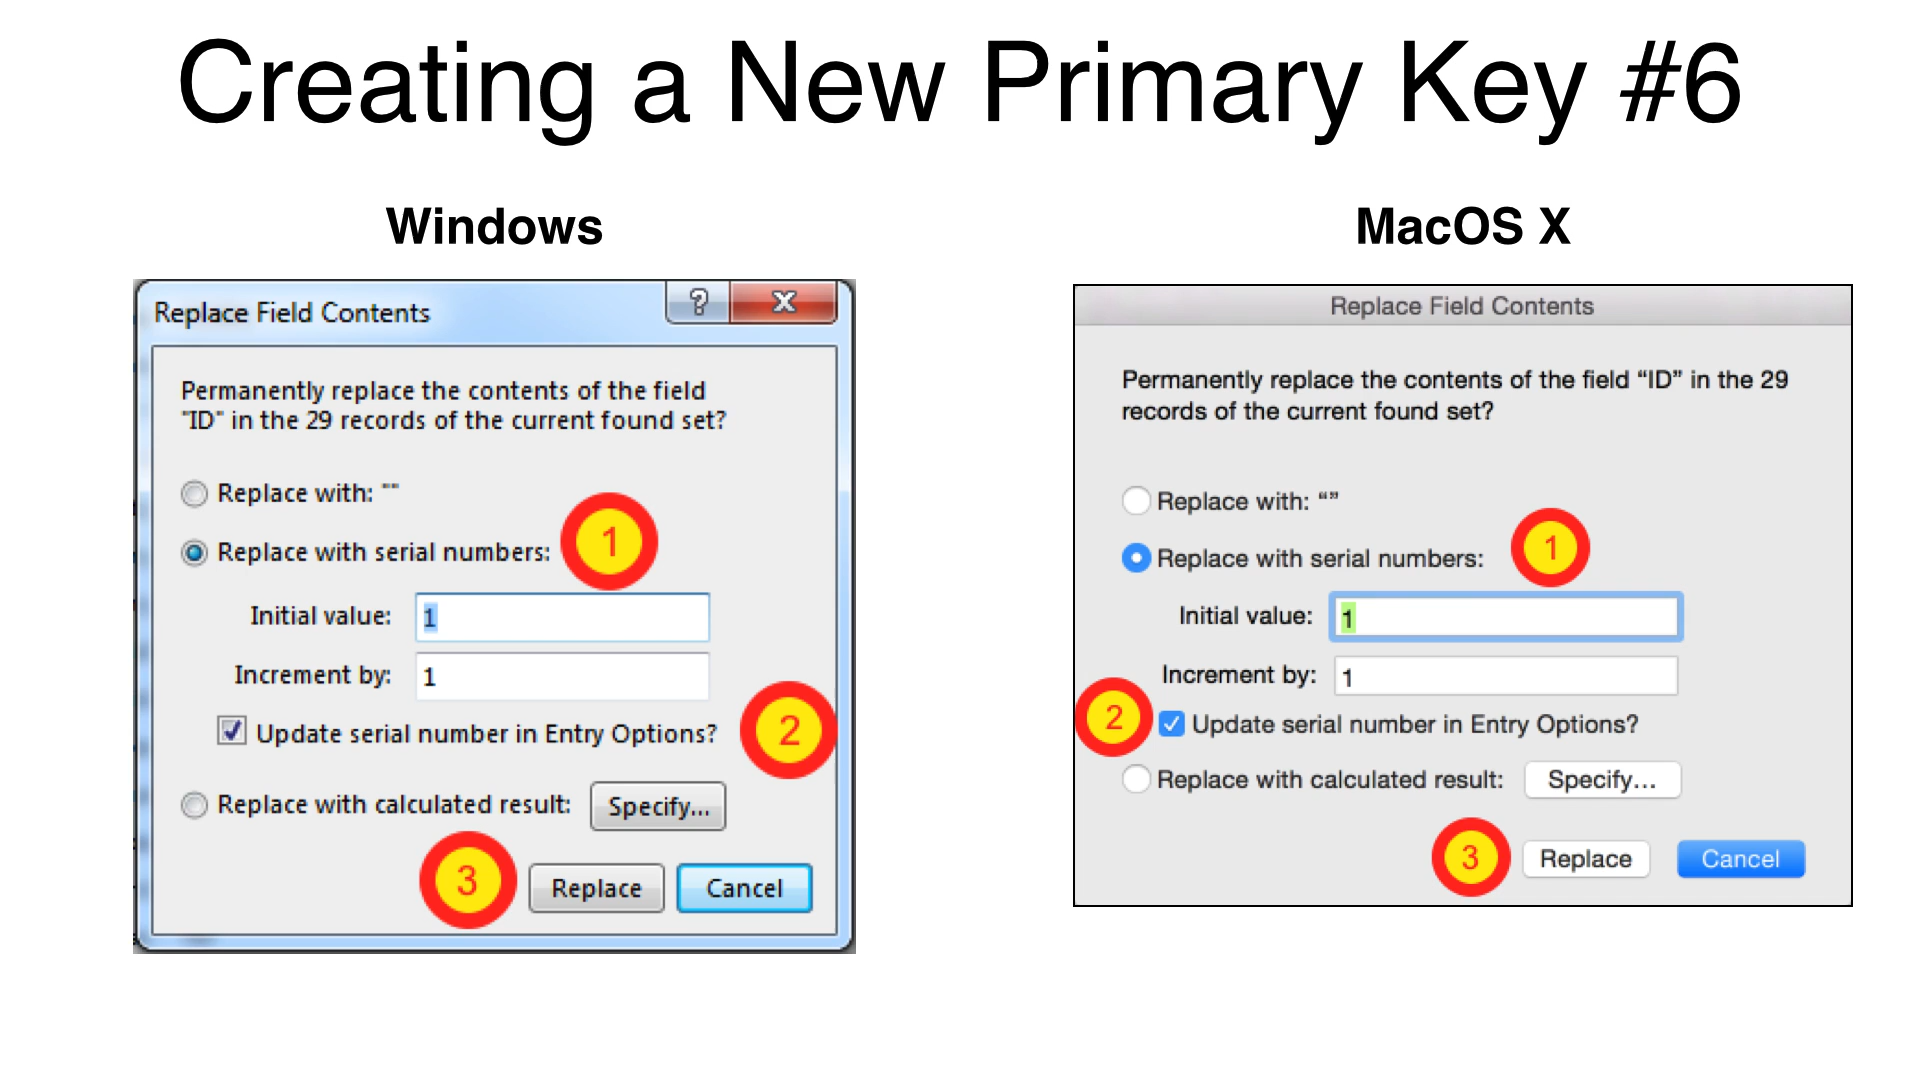 Creating a New Primary Key #6
Windows
Replace Field Contents
?
X
Permanently replace the contents of the field
"ID" in the 29 records of the current found set?
Replace with: ""
Replace with serial numbers:
1
Initial value: 1
Increment by: 1
Update serial number in Entry Options?
2
Replace with calculated result: Specify...
3
Replace Cancel
MacOS X
Replace Field Contents
Permanently replace the contents of the field “ID” in the 29
records of the current found set?
Replace with: “”
Replace with serial numbers:
1
Initial value: 1
Increment by: 1
2
Update serial number in Entry Options?
Replace with calculated result: Specify...
3
Replace Cancel